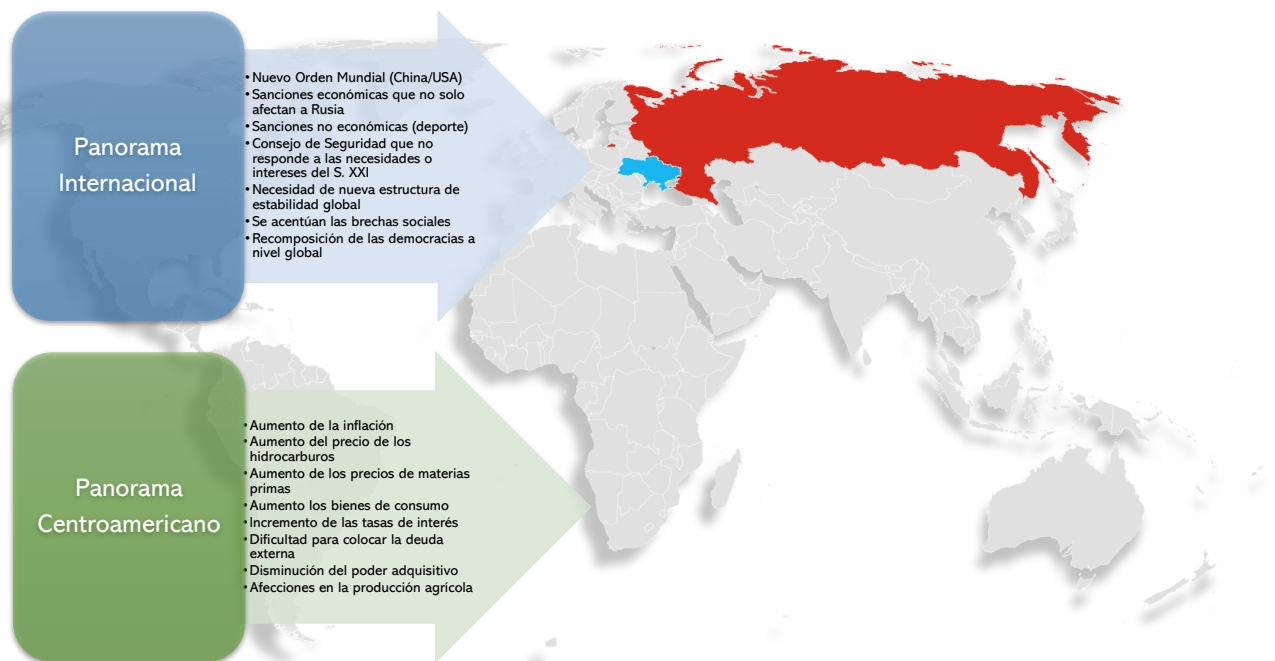 Panorama
Internacional
• Nuevo Orden Mundial (China/USA)
• Sanciones económicas que no solo
afectan a Rusia
• Sanciones no económicas (deporte)
• Consejo de Seguridad que no
responde a las necesidades o
intereses del S. XXI
• Necesidad de nueva estructura de
estabilidad global
• Se acentúan las brechas sociales
• Recomposición de las democracias a
nivel global
Panorama
Centroamericano
• Aumento de la inflación
• Aumento del precio de los
hidrocarburos
• Aumento de los precios de materias
primas
• Aumento los bienes de consumo
• Incremento de las tasas de interés
• Dificultad para colocar la deuda
externa
• Disminución del poder adquisitivo
• Afecciones en la producción agrícola